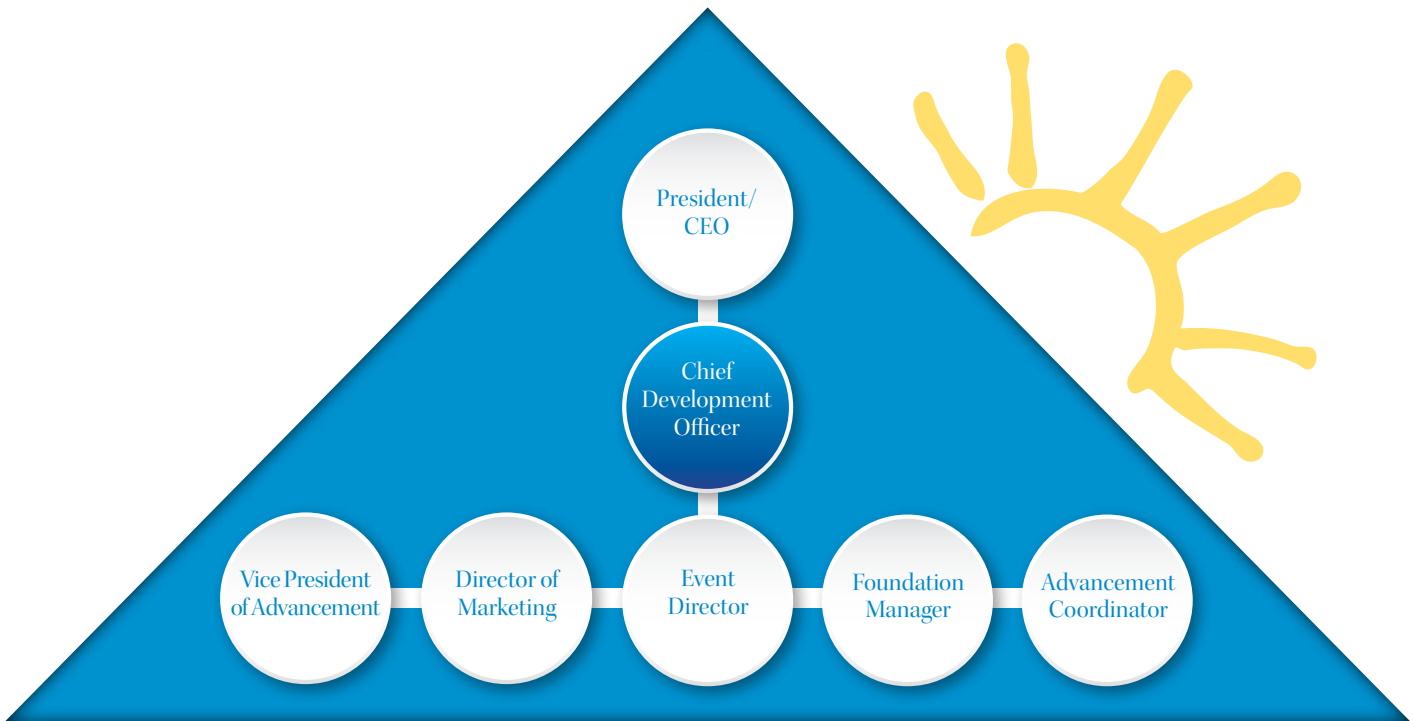 President/
CEO
Chief
Development
Officer
Vice President
of Advancement
Director of
Marketing
Event
Director
Foundation
Manager
Advancement
Coordinator